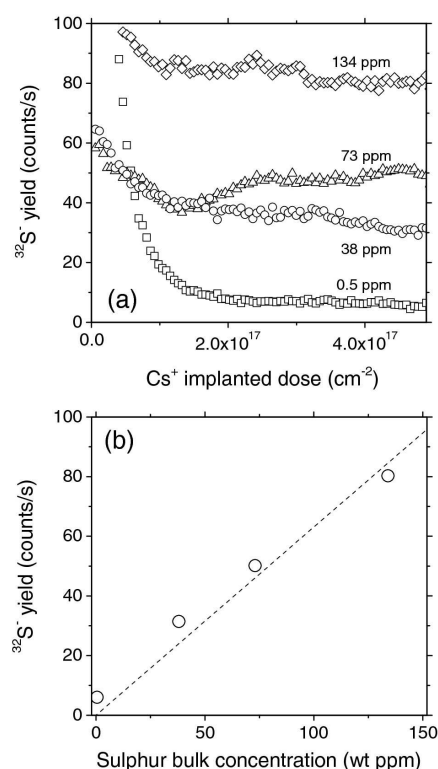 100
80
60
40
20
0
³²S⁻ yield (counts/s)
134 ppm
73 ppm
38 ppm
0.5 ppm
(a)
0.0
2.0x10¹⁷
4.0x10¹⁷
Cs⁺ implanted dose (cm⁻²)
100
80
60
40
20
0
³²S⁻ yield (counts/s)
(b)
0
50
100
150
Sulphur bulk concentration (wt ppm)